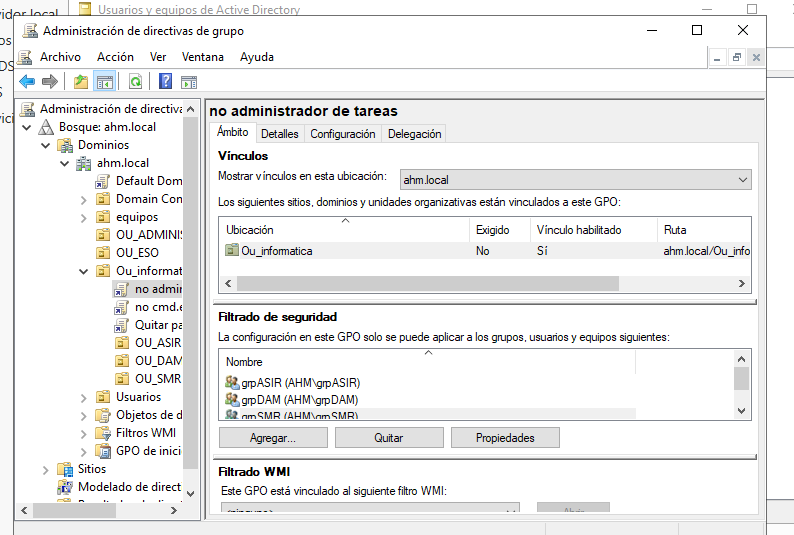 vidor local
Usuarios y equipos de Active Directory
Administración de directivas de grupo
Archivo Acción Ver Ventana Ayuda
Administración de directiva
Bosque: ahm.local
Dominios
ahm.local
Default Dom
Domain Con
equipos
OU_ADMINIS
OU_ESO
Ou_informat
no admir
no cmd.e
Quitar pa
OU_ASIR
OU_DAM
OU_SMR
Usuarios
Objetos de d
Filtros WMI
GPO de inici
Sitios
Modelado de direct
no administrador de tareas
Ámbito Detalles Configuración Delegación
Vínculos
Mostrar vínculos en esta ubicación: ahm.local
Los siguientes sitios, dominios y unidades organizativas están vinculados a este GPO:
Ubicación Exigido Vínculo habilitado Ruta
Ou_informatica No Sí ahm.local/Ou_info
Filtrado de seguridad
La configuración en este GPO solo se puede aplicar a los grupos, usuarios y equipos siguientes:
Nombre
grpASIR (AHM\grpASIR)
grpDAM (AHM\grpDAM)
grpSMR (AHM\grpSMR)
Agregar... Quitar Propiedades
Filtrado WMI
Este GPO está vinculado al siguiente filtro WMI:
<ninguno>
Abrir